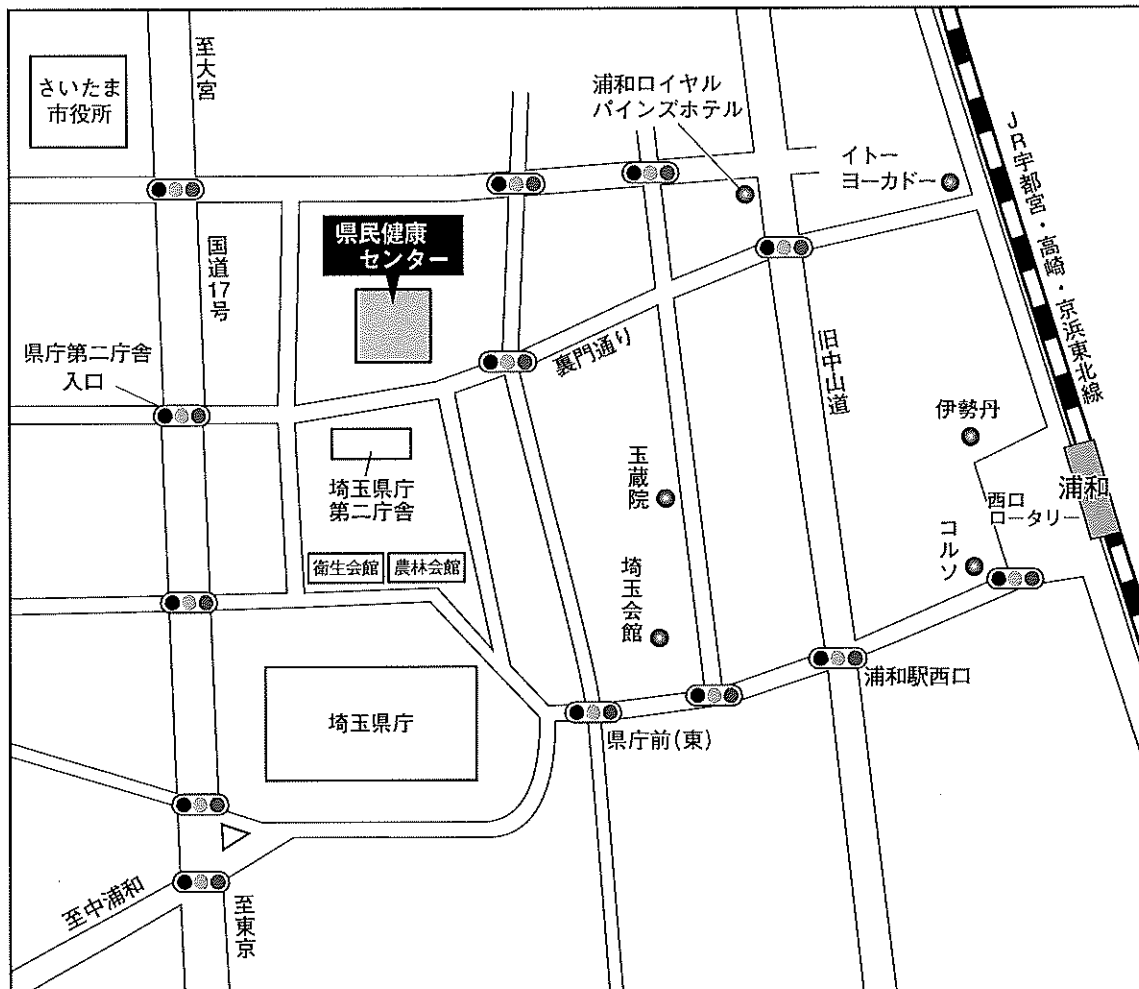 至大宮
さいたま
市役所
浦和ロイヤル
パインズホテル
イトー
ヨーカドー
JR宇都宮・高崎・京浜東北線
県民健康
センター
国道17号
裏門通り
旧中山道
県庁第二庁舎
入口
伊勢丹
埼玉県庁
第二庁舎
玉蔵院
浦和
西口
ロータリー
コルソ
衛生会館
農林会館
埼玉会館
浦和駅西口
埼玉県庁
県庁前(東)
至中浦和
至東京